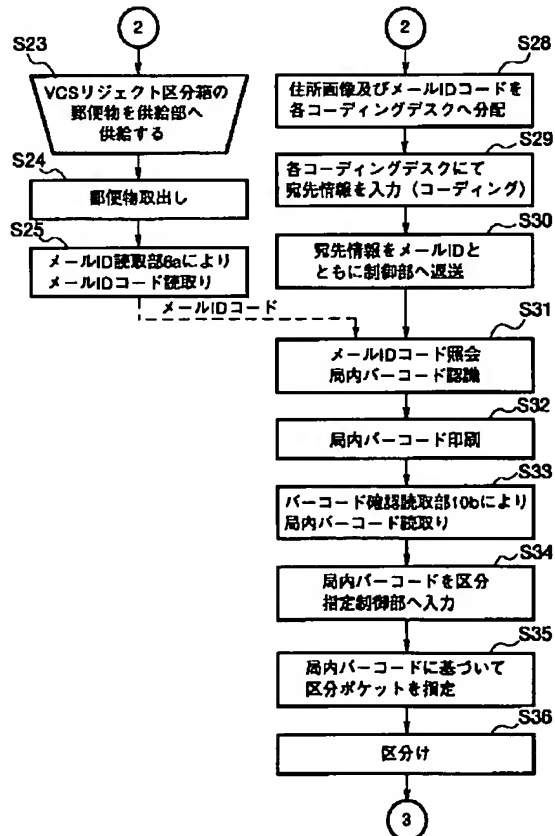 2
S23
VCSリジェクト区分箱の
郵便物を供給部へ
供給する
S24
郵便物取出し
S25
メールID読取部6aにより
メールIDコード読取り
メールIDコード
2
S28
住所画像及びメールIDコードを
各コーディングデスクへ分配
S29
各コーディングデスクにて
宛先情報を入力（コーディング）
S30
宛先情報をメールIDと
ともに制御部へ返送
S31
メールIDコード照会
局内バーコード認識
S32
局内バーコード印刷
S33
バーコード確認読取部10bにより
局内バーコード読取り
S34
局内バーコードを区分
指定制御部へ入力
S35
局内バーコードに基づいて
区分ポケットを指定
S36
区分け
3